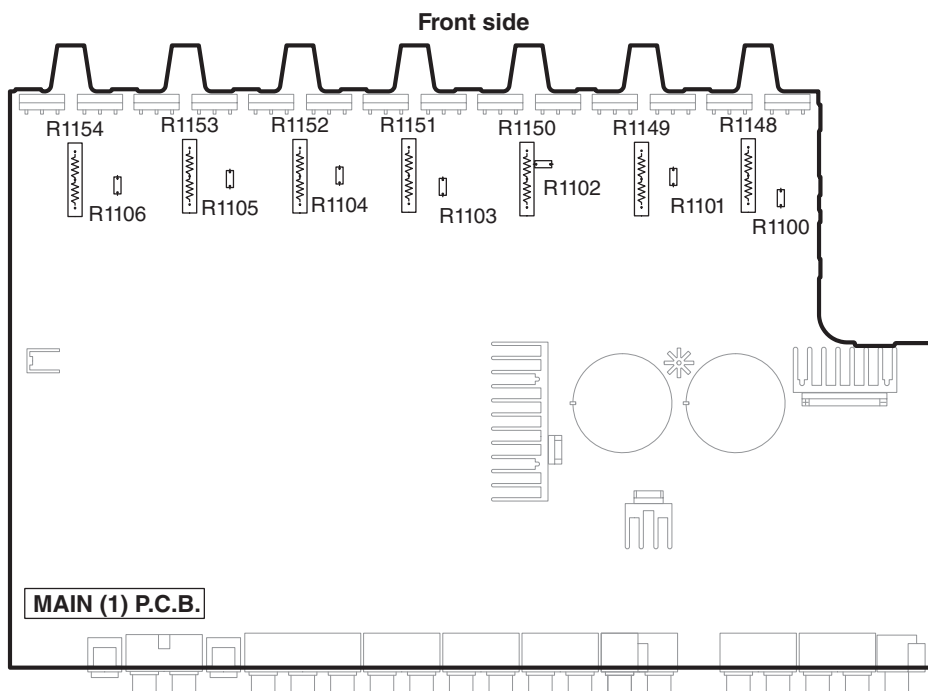 Front side
R1154
R1153
R1152
R1151
R1150
R1149
R1148
R1106
R1105
R1104
R1103
R1102
R1101
R1100
MAIN (1) P.C.B.